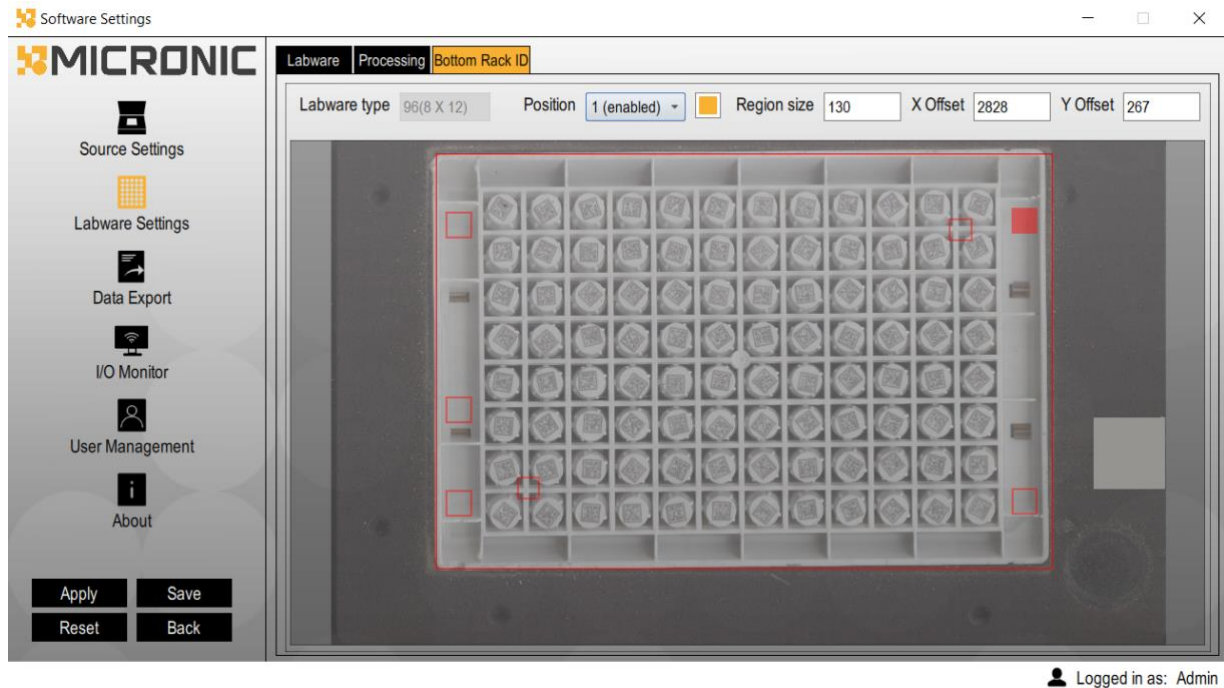 Software Settings
MICRONIC
Source Settings
Labware Settings
Data Export
I/O Monitor
User Management
About
Apply Save
Reset Back
Labware Processing Bottom Rack ID
Labware type 96(8 X 12) Position 1 (enabled) Region size 130 X Offset 2828 Y Offset 267
Logged in as: Admin